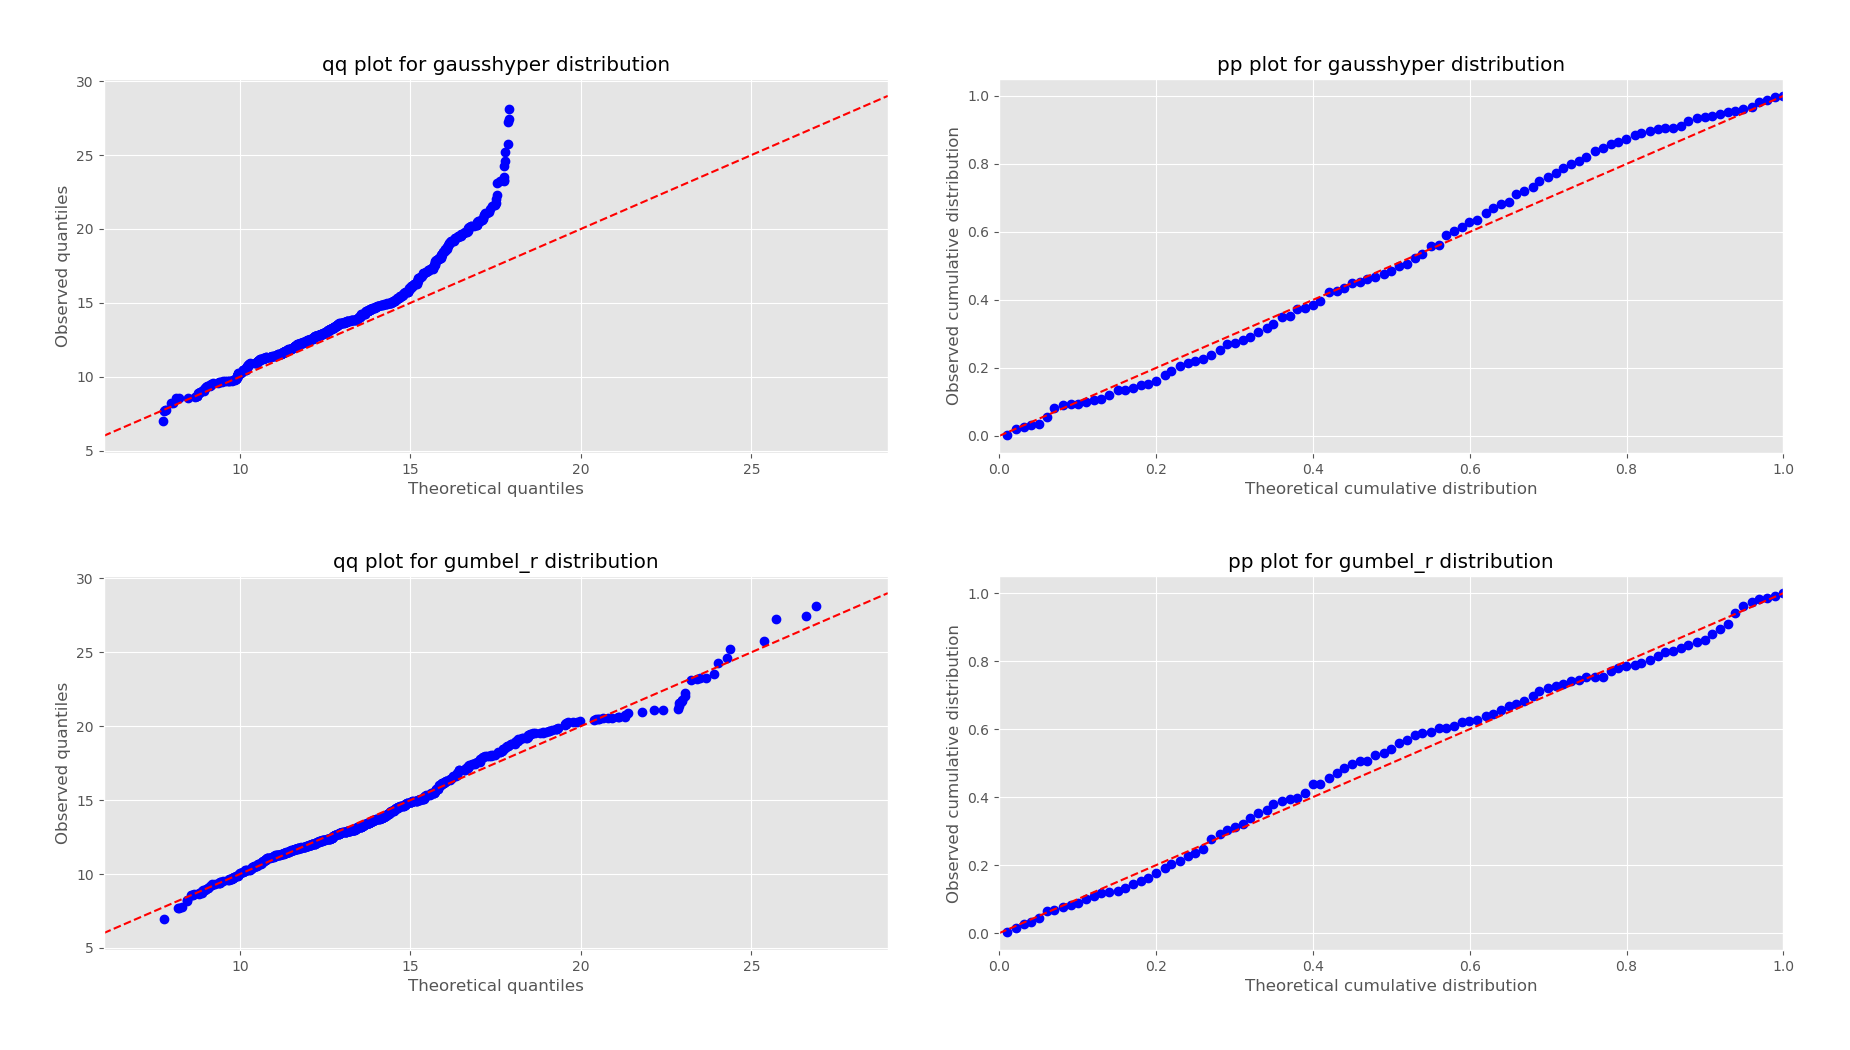 qq plot for gausshyper distribution
30
25
20
15
10
5
Observed quantiles
10 15 20 25
Theoretical quantiles
pp plot for gausshyper distribution
1.0
0.8
0.6
0.4
0.2
0.0
Observed cumulative distribution
0.0 0.2 0.4 0.6 0.8 1.0
Theoretical cumulative distribution
qq plot for gumbel_r distribution
30
25
20
15
10
5
Observed quantiles
10 15 20 25
Theoretical quantiles
pp plot for gumbel_r distribution
1.0
0.8
0.6
0.4
0.2
0.0
Observed cumulative distribution
0.0 0.2 0.4 0.6 0.8 1.0
Theoretical cumulative distribution